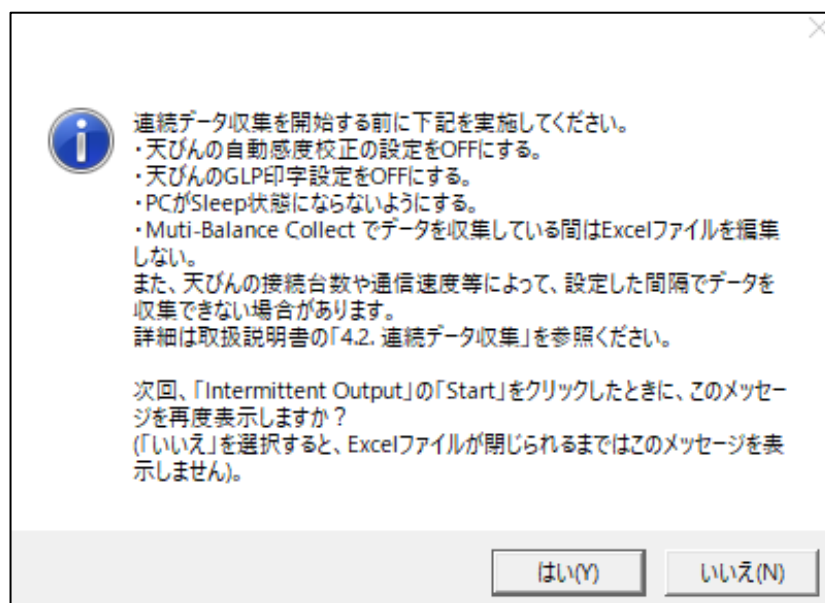 連続データ収集を開始する前に下記を実施してください。
・天びんの自動感度校正の設定をOFFにする。
・天びんのGLP印字設定をOFFにする。
・PCがSleep状態にならないようにする。
・Muti-Balance Collect でデータを収集している間はExcelファイルを編集
しない。
また、天びんの接続台数や通信速度等によって、設定した間隔でデータを
収集できない場合があります。
詳細は取扱説明書の「4.2. 連続データ収集」を参照ください。
次回、「Intermittent Output」の「Start」をクリックしたときに、このメッセー
ジを再度表示しますか？
(「いいえ」を選択すると、Excelファイルが閉じられるまではこのメッセージを表
示しません)。
はい(Y)
いいえ(N)